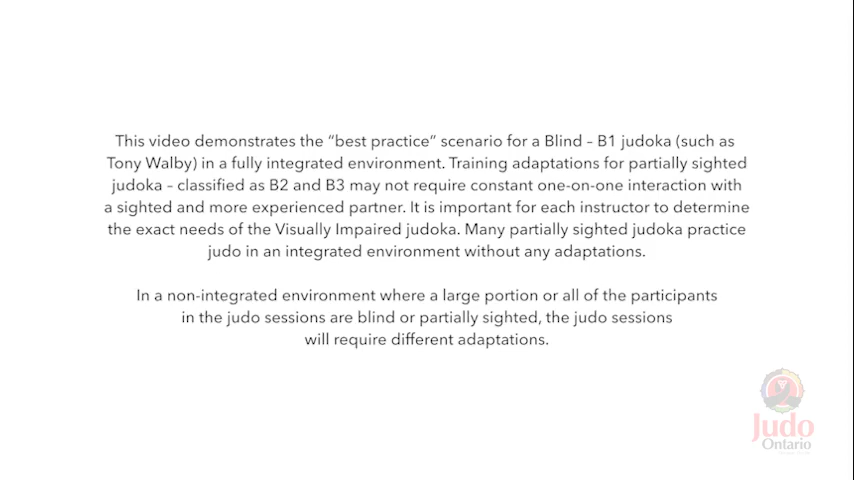 This video demonstrates the “best practice” scenario for a Blind – B1 judoka (such as
Tony Walby) in a fully integrated environment. Training adaptations for partially sighted
judoka – classified as B2 and B3 may not require constant one-on-one interaction with
a sighted and more experienced partner. It is important for each instructor to determine
the exact needs of the Visually Impaired judoka. Many partially sighted judoka practice
judo in an integrated environment without any adaptations.
In a non-integrated environment where a large portion or all of the participants
in the judo sessions are blind or partially sighted, the judo sessions
will require different adaptations.
Judo
Ontario